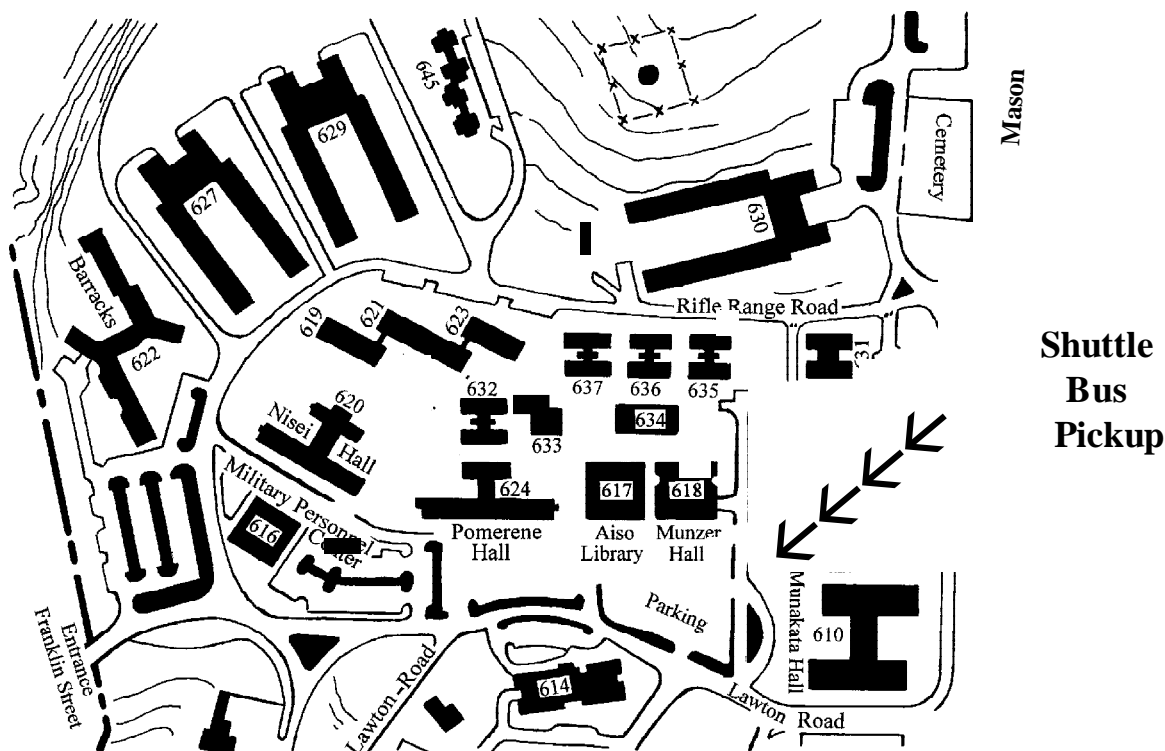 645
Mason
Cemetery
629
627
630
Barracks
622
Rifle Range Road
619
621
623
637
636
635
31
Shuttle
Bus
Pickup
620
Nisei
Hall
632
633
634
624
617
618
Pomerene
Hall
Aiso
Library
Munzer
Hall
Military Personnel
Center
616
Parking
Munakata Hall
610
Entrance
Franklin Street
Lawton Road
614
Lawton Road